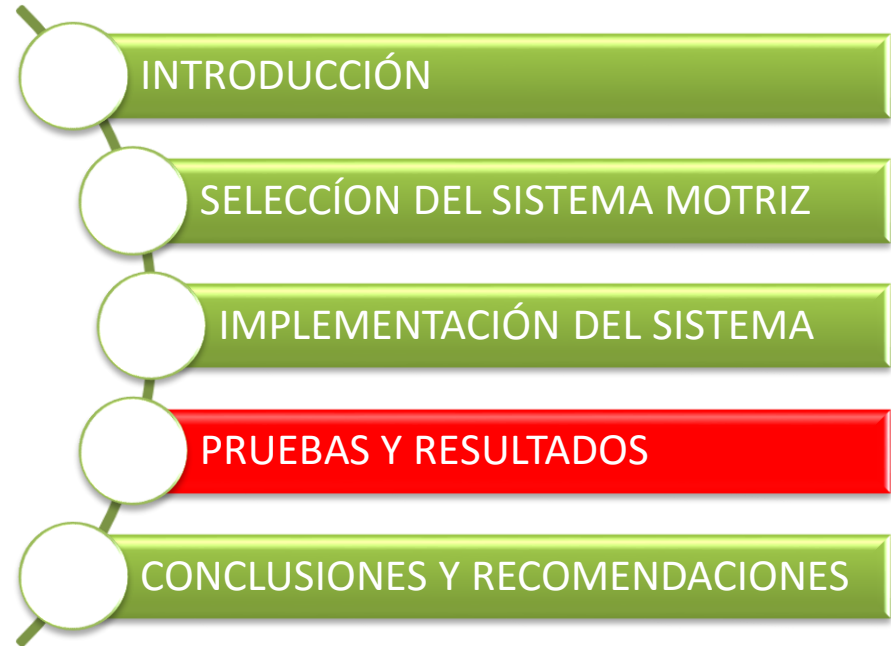 INTRODUCCIÓN
SELECCÍON DEL SISTEMA MOTRIZ
IMPLEMENTACIÓN DEL SISTEMA
PRUEBAS Y RESULTADOS
CONCLUSIONES Y RECOMENDACIONES